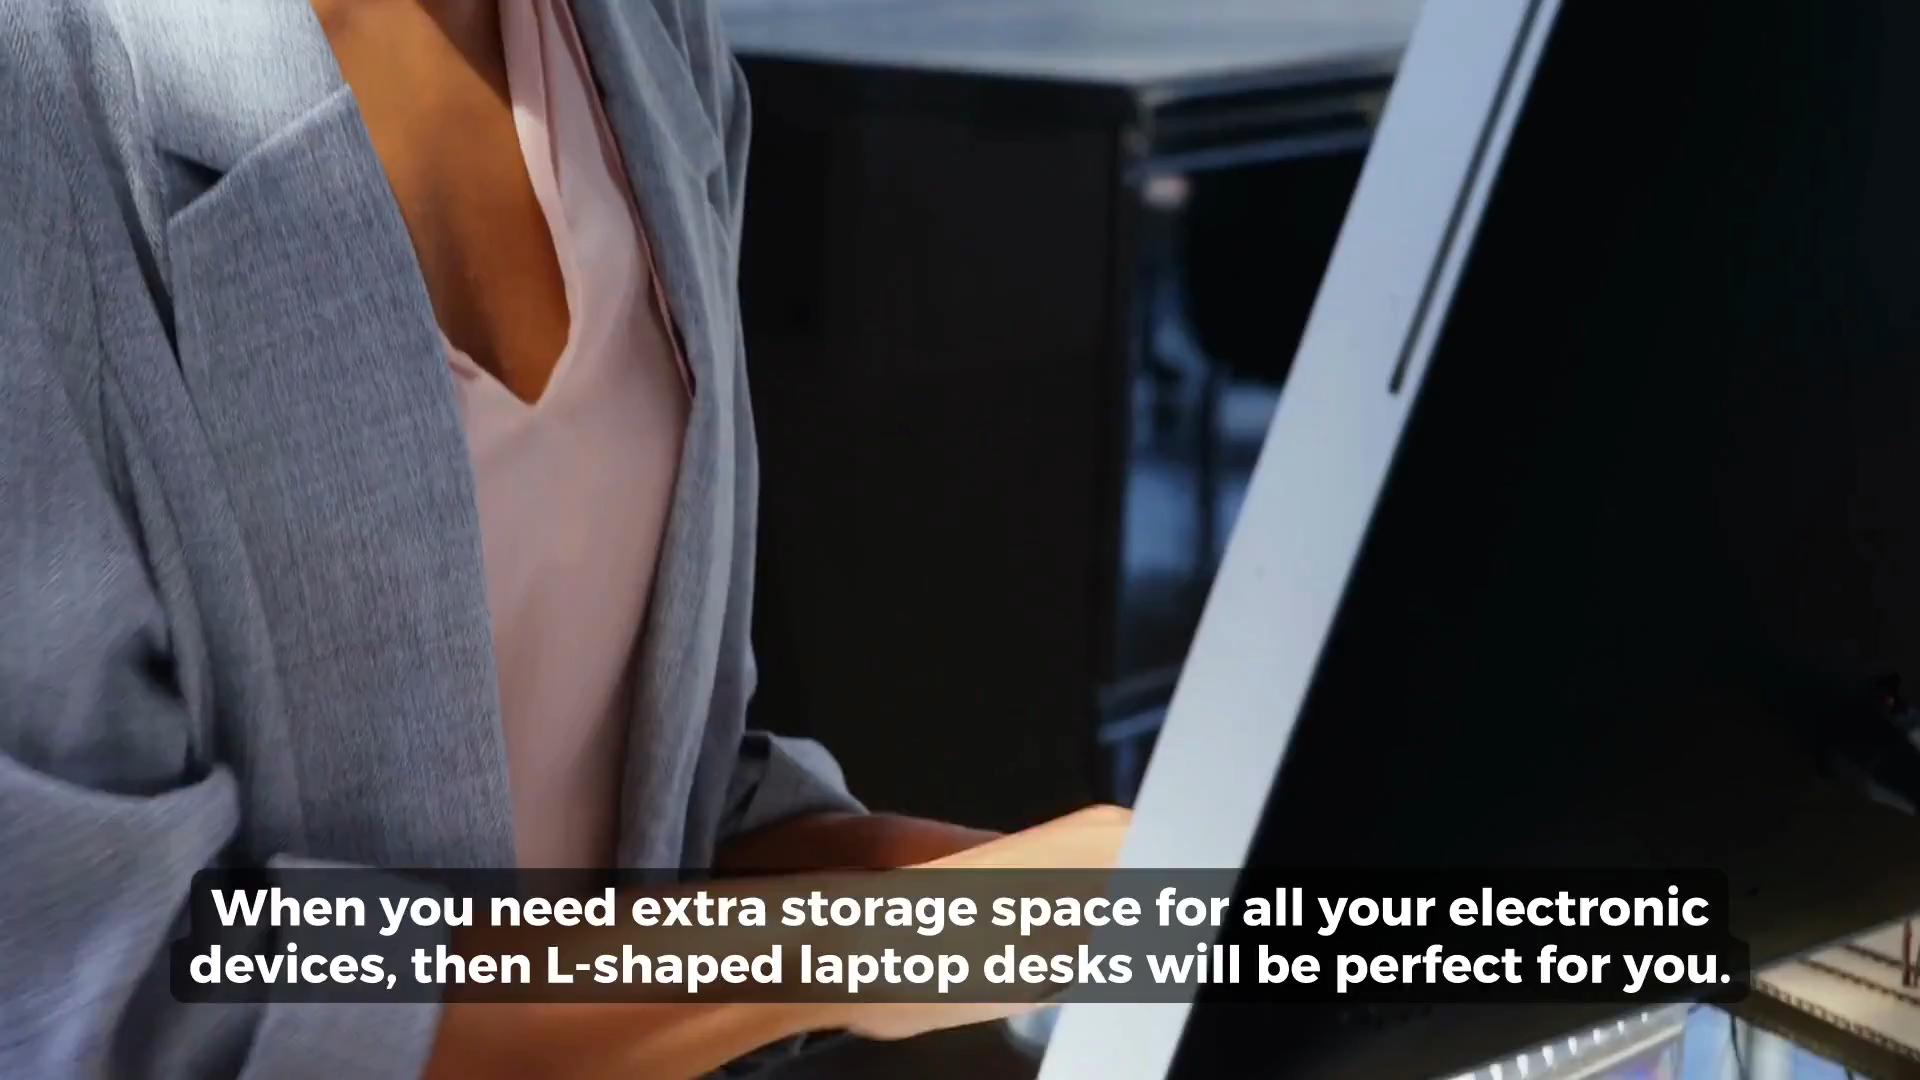 When you need extra storage space for all your electronic
devices, then L-shaped laptop desks will be perfect for you.